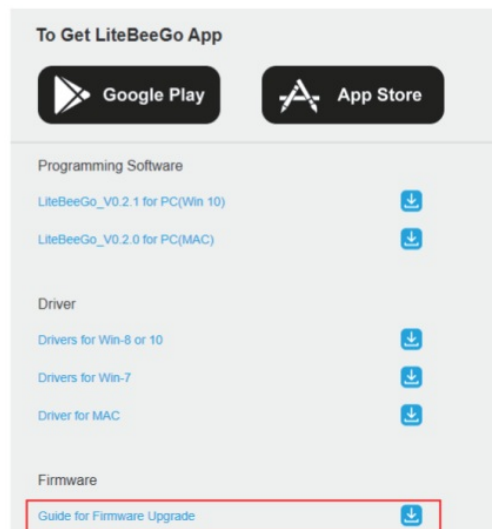 To Get LiteBeeGo App
Google Play
App Store
Programming Software
LiteBeeGo_V0.2.1 for PC(Win 10)
LiteBeeGo_V0.2.0 for PC(MAC)
Driver
Drivers for Win-8 or 10
Drivers for Win-7
Driver for MAC
Firmware
Guide for Firmware Upgrade